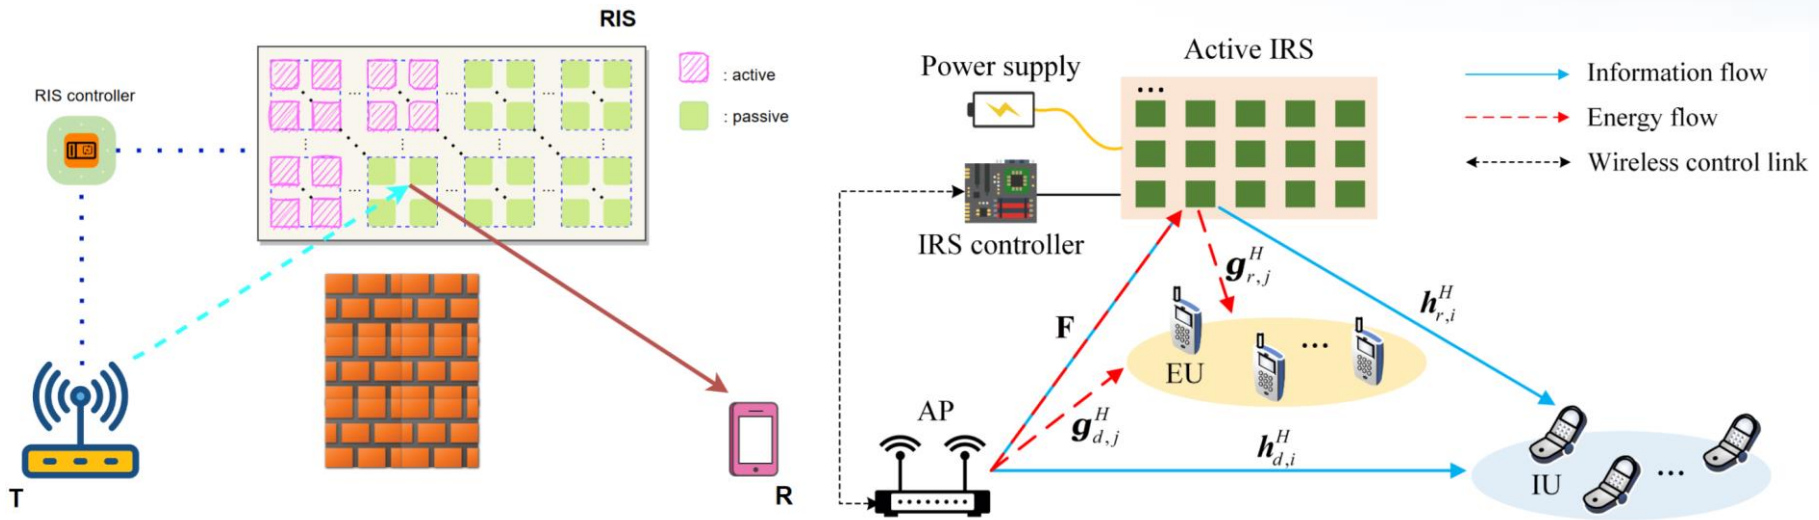 RIS
RIS controller
: active
: passive
T
R
Active IRS
Power supply
IRS controller
Information flow
Energy flow
Wireless control link
F
g_{r,j}^H
h_{r,i}^H
EU
AP
g_{d,j}^H
h_{d,i}^H
IU